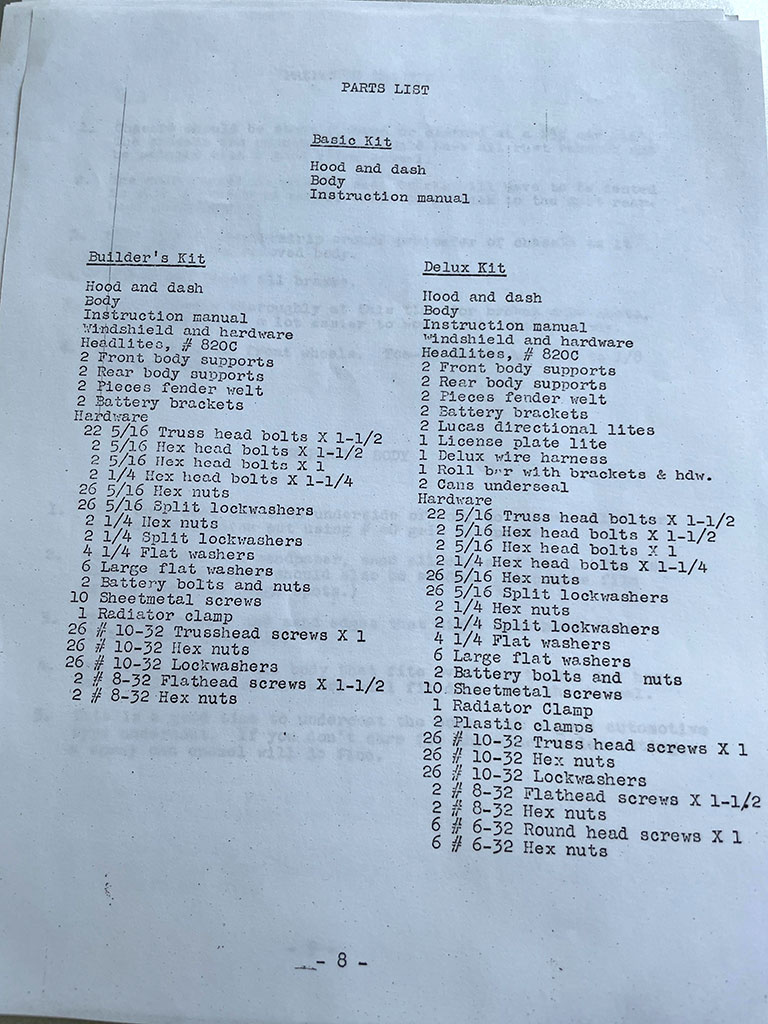 PARTS LIST
Basic Kit
Hood and dash
Body
Instruction manual
Builder's Kit
Hood and dash
Body
Instruction manual
Windshield and hardware
Headlites, # 820C
2 Front body supports
2 Rear body supports
2 Pieces fender welt
2 Battery brackets
Hardware
22 5/16 Truss head bolts X 1-1/2
2 5/16 Hex head bolts X 1-1/2
2 5/16 Hex head bolts X 1
2 1/4 Hex head bolts X 1-1/4
26 5/16 Hex nuts
26 5/16 Split lockwashers
2 1/4 Hex nuts
2 1/4 Split lockwashers
4 1/4 Flat washers
6 Large flat washers
2 Battery bolts and nuts
10 Sheetmetal screws
1 Radiator clamp
26 # 10-32 Trusshead screws X 1
26 # 10-32 Hex nuts
26 # 10-32 Lockwashers
2 # 8-32 Flathead screws X 1-1/2
2 # 8-32 Hex nuts
Delux Kit
Hood and dash
Body
Instruction manual
Windshield and hardware
Headlites, # 820C
2 Front body supports
2 Rear body supports
2 Pieces fender welt
2 Battery brackets
2 Lucas directional lites
1 License plate lite
1 Delux wire harness
1 Roll bar with brackets & hdw.
2 Cans underseal
Hardware
22 5/16 Truss head bolts X 1-1/2
2 5/16 Hex head bolts X 1-1/2
2 5/16 Hex head bolts X 1
2 1/4 Hex head bolts X 1-1/4
26 5/16 Hex nuts
26 5/16 Split lockwashers
2 1/4 Hex nuts
2 1/4 Split lockwashers
4 1/4 Flat washers
6 Large flat washers
2 Battery bolts and nuts
10 Sheetmetal screws
1 Radiator Clamp
2 Plastic clamps
26 # 10-32 Truss head screws X 1
26 # 10-32 Hex nuts
26 # 10-32 Lockwashers
2 # 8-32 Flathead screws X 1-1/2
2 # 8-32 Hex nuts
6 # 6-32 Round head screws X 1
6 # 6-32 Hex nuts
- 8 -